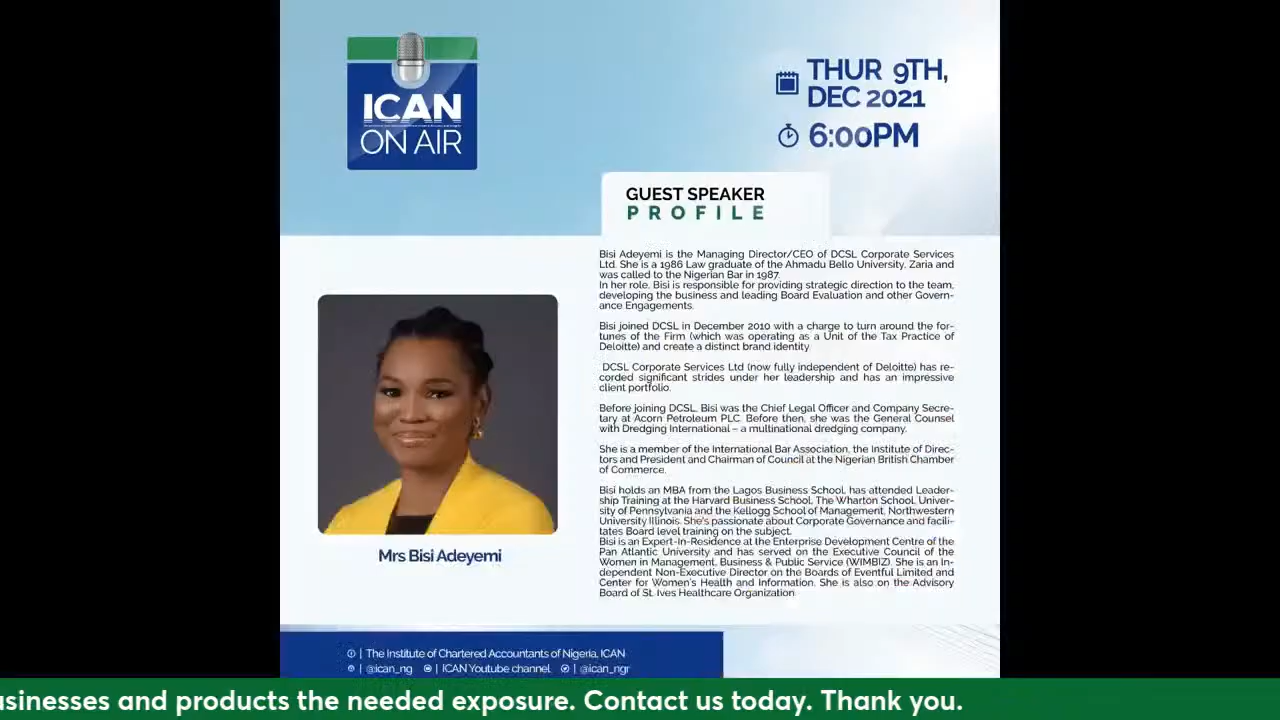 ICAN
ON AIR
THUR 9TH,
DEC 2021
6:00PM
GUEST SPEAKER
PROFILE
Bisi Adeyemi is the Managing Director/CEO of DCSL Corporate Services
Ltd. She is a 1986 Law graduate of the Ahmadu Bello University, Zaria and
was called to the Nigerian Bar in 1987.
In her role, Bisi is responsible for providing strategic direction to the team,
developing the business and leading Board Evaluation and other Govern-
ance Engagements.
Bisi joined DCSL in December 2010 with a charge to turn around the for-
tunes of the Firm (which was operating as a Unit of the Tax Practice of
Deloitte) and create a distinct brand identity.
DCSL Corporate Services Ltd (now fully independent of Deloitte) has re-
corded significant strides under her leadership and has an impressive
client portfolio.
Before joining DCSL, Bisi was the Chief Legal Officer and Company Secre-
tary at Acorn Petroleum PLC. Before then, she was the General Counsel
with Dredging International – a multinational dredging company.
She is a member of the International Bar Association, the Institute of Direc-
tors and President and Chairman of Council at the Nigerian British Chamber
of Commerce.
Bisi holds an MBA from the Lagos Business School, has attended Leader-
ship Training at the Harvard Business School, The Wharton School, Univer-
sity of Pennsylvania and the Kellogg School of Management, Northwestern
University Illinois. She's passionate about Corporate Governance and facili-
tates Board level training on the subject.
Bisi is an Expert-In-Residence at the Enterprise Development Centre of the
Pan Atlantic University and has served on the Executive Council of the
Women in Management, Business & Public Service (WIMBIZ). She is an In-
dependent Non-Executive Director on the Boards of Eventful Limited and
Center for Women's Health and Information. She is also on the Advisory
Board of St. Ives Healthcare Organization.
Mrs Bisi Adeyemi
| The Institute of Chartered Accountants of Nigeria, ICAN
| @ican_ng | ICAN Youtube channel | @ican_ngr
usinesses and products the needed exposure. Contact us today. Thank you.